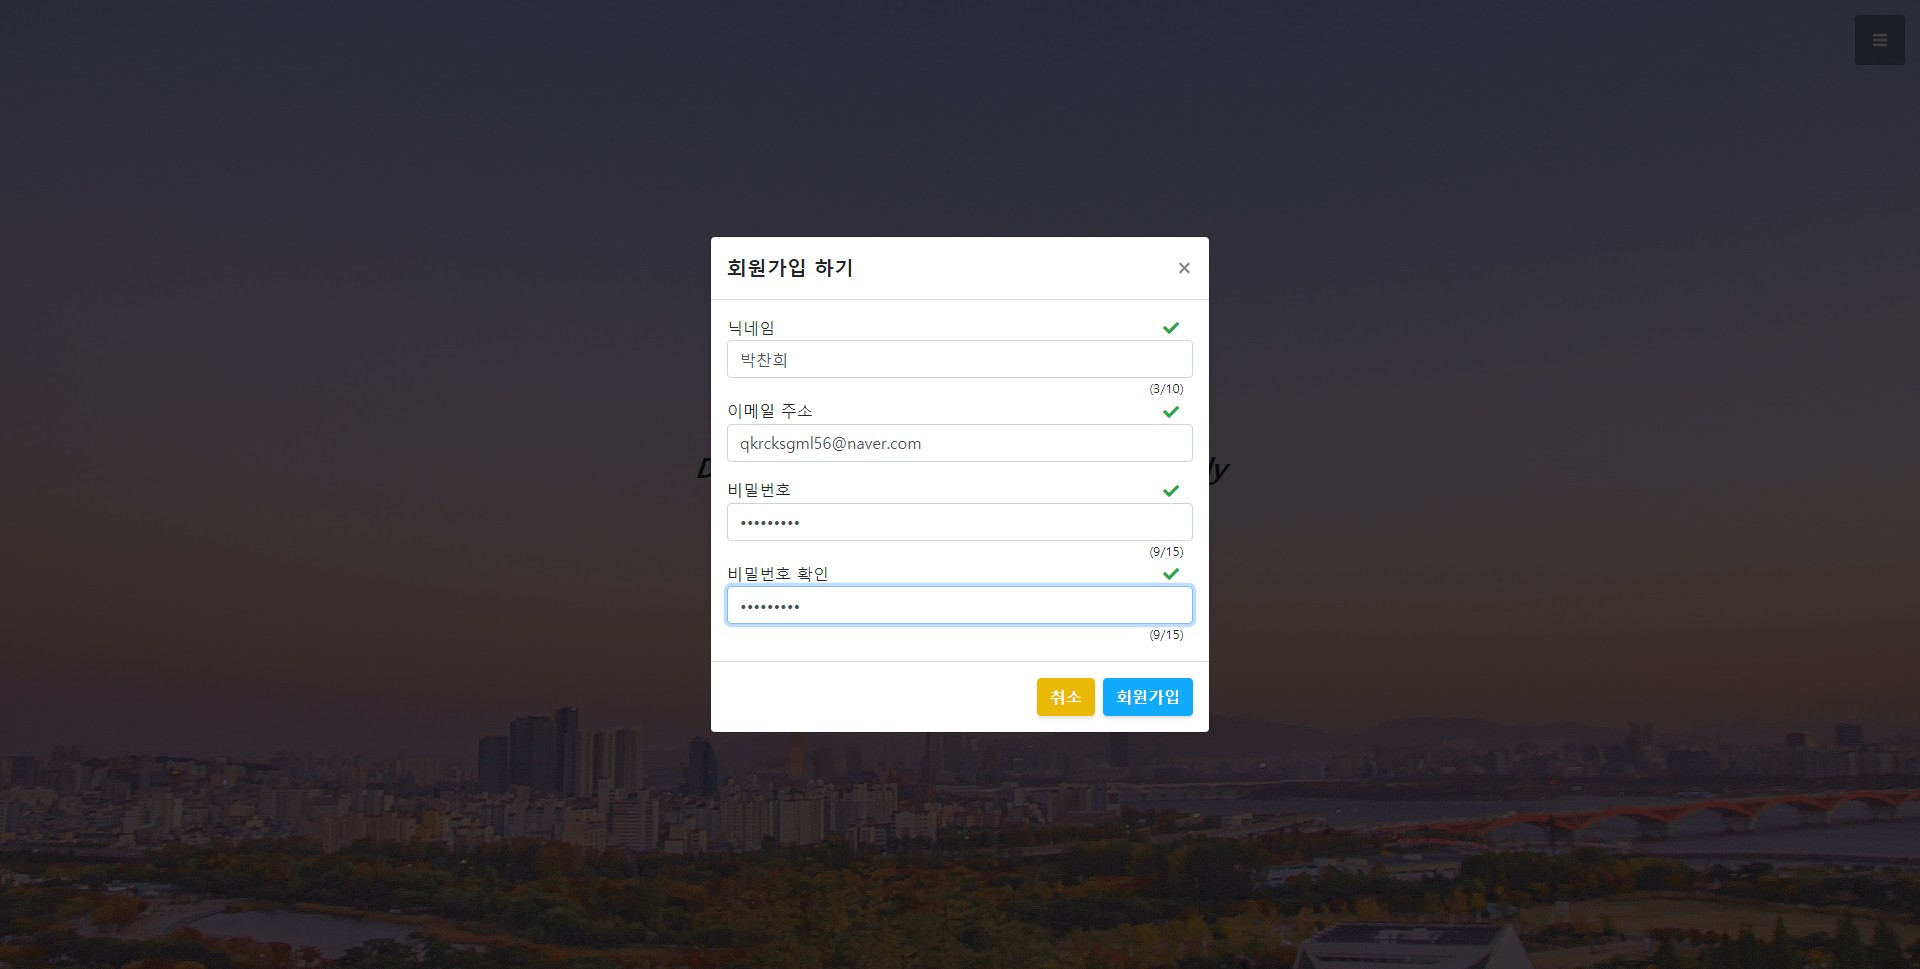 회원가입 하기
×
닉네임
박찬희
(3/10)
이메일 주소
qkrcksgml56@naver.com
비밀번호
•••••••••
(9/15)
비밀번호 확인
•••••••••
(9/15)
취소 회원가입